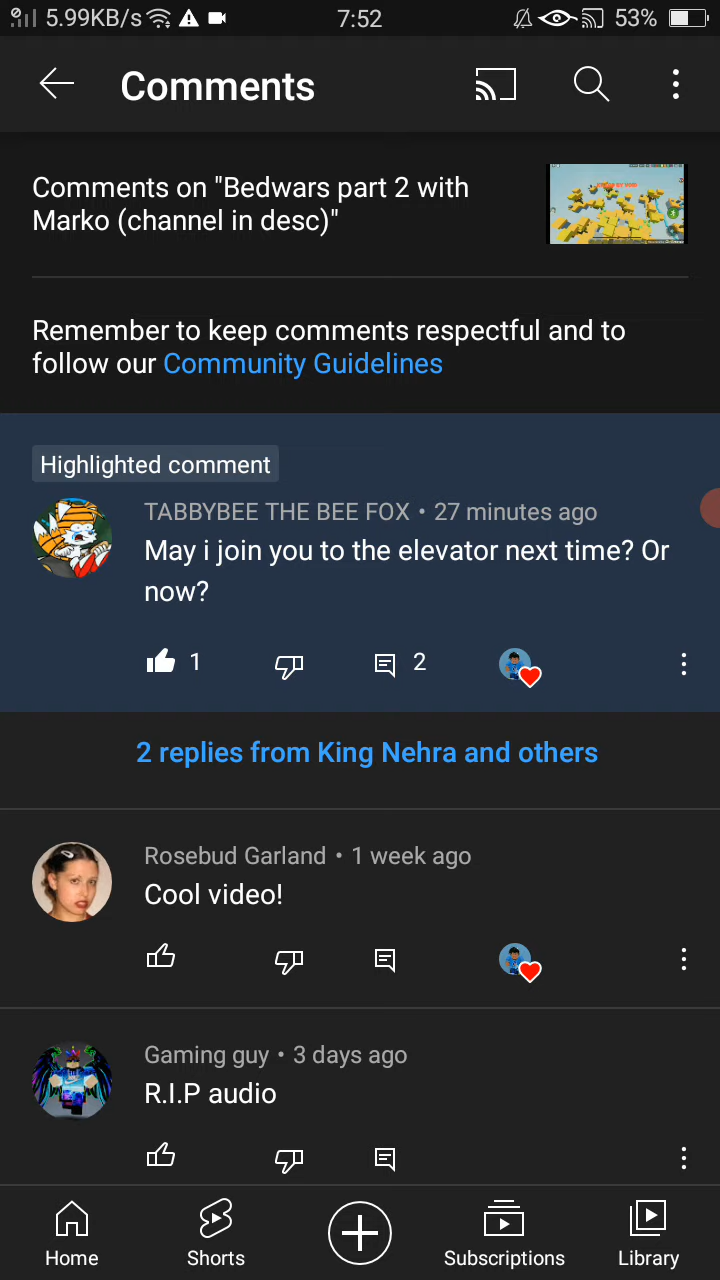 5.99KB/s 7:52 53%
Comments
Comments on "Bedwars part 2 with
Marko (channel in desc)"
Remember to keep comments respectful and to
follow our Community Guidelines
Highlighted comment
TABBYBEE THE BEE FOX • 27 minutes ago
May i join you to the elevator next time? Or
now?
1 2
2 replies from King Nehra and others
Rosebud Garland • 1 week ago
Cool video!
Gaming guy • 3 days ago
R.I.P audio
Home Shorts Subscriptions Library